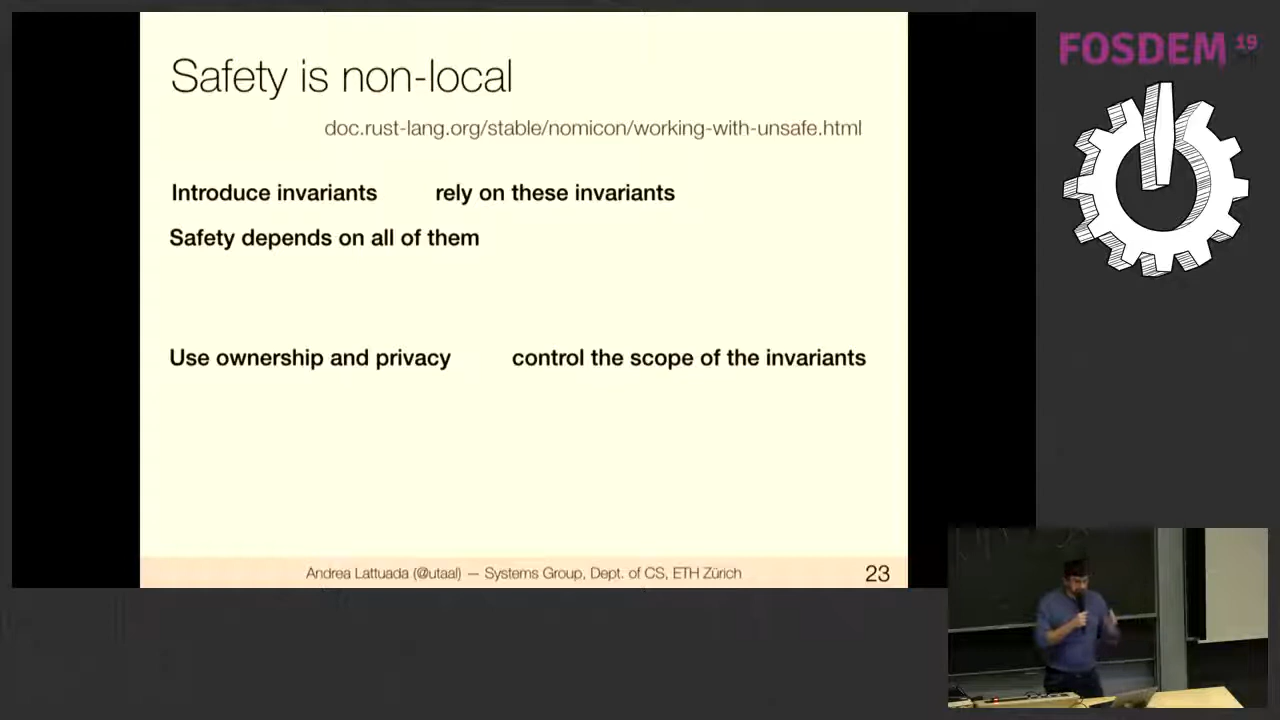 Safety is non-local
doc.rust-lang.org/stable/nomicon/working-with-unsafe.html
Introduce invariants rely on these invariants
Safety depends on all of them
Use ownership and privacy control the scope of the invariants
Andrea Lattuada (@utaal) — Systems Group, Dept. of CS, ETH Zürich 23
FOSDEM 19